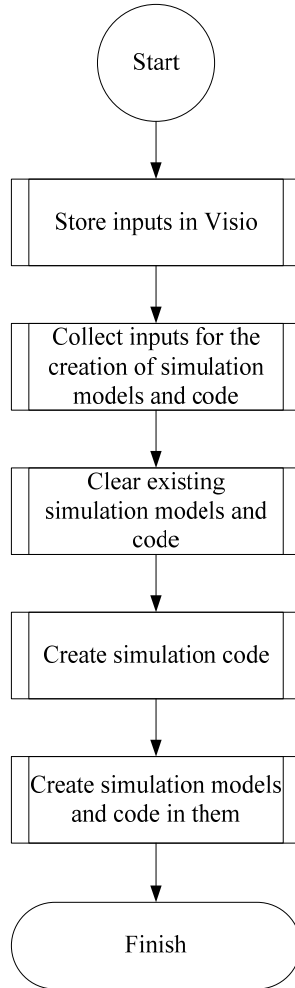 Start
Store inputs in Visio
Collect inputs for the
creation of simulation
models and code
Clear existing
simulation models and
code
Create simulation code
Create simulation models
and code in them
Finish